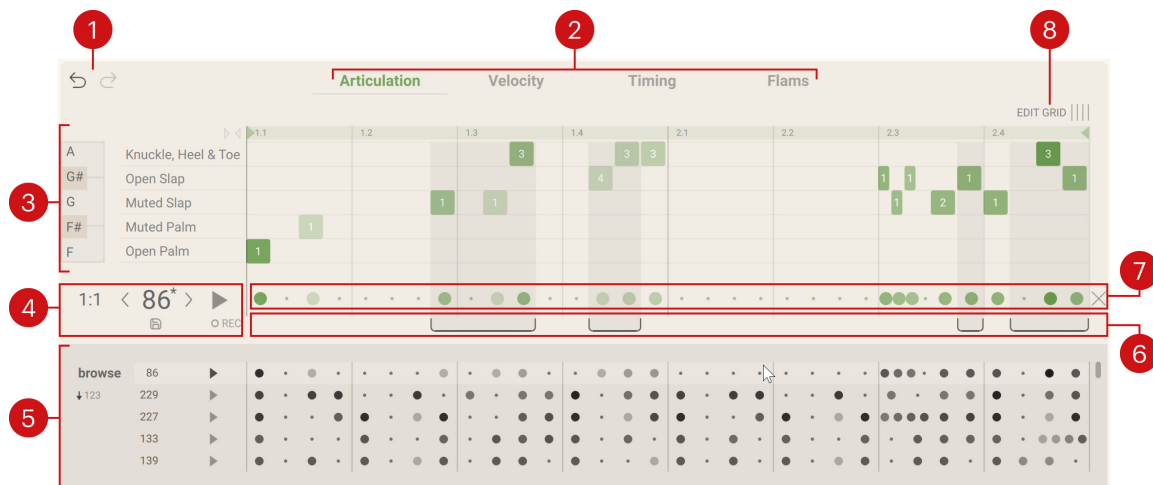 1 2 8
Articulation Velocity Timing Flams
EDIT GRID
1.1 1.2 1.3 1.4 2.1 2.2 2.3 2.4
3
A Knuckle, Heel & Toe 3 3 3 3
G# Open Slap 4 1 1 1 1
G Muted Slap 1 1 1 2 1
F# Muted Palm 1
F Open Palm 1
7
4 1:1 < 86* >
REC
6
5
browse 86
123 229
227
133
139